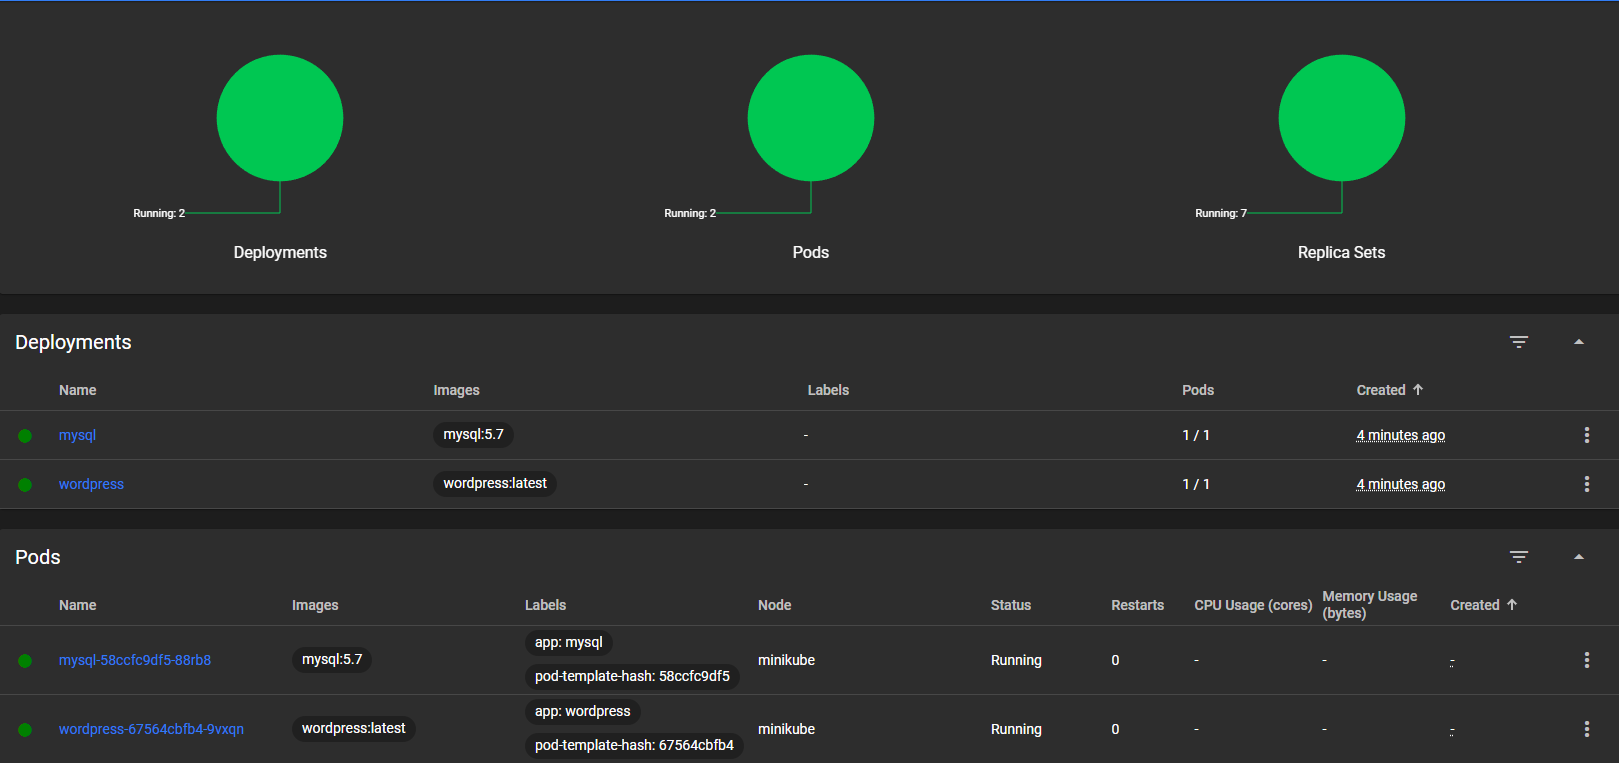 Running: 2
Running: 2
Running: 7
Deployments
Pods
Replica Sets
Deployments
Name Images Labels Pods Created
mysql mysql:5.7 - 1 / 1 4 minutes ago
wordpress wordpress:latest - 1 / 1 4 minutes ago
Pods
Name Images Labels Node Status Restarts CPU Usage (cores) Memory Usage (bytes) Created
mysql-58ccfc9df5-88rb8 mysql:5.7 app: mysql
pod-template-hash: 58ccfc9df5 minikube Running 0 - - -
wordpress-67564cbfb4-9vxqn wordpress:latest app: wordpress
pod-template-hash: 67564cbfb4 minikube Running 0 - - -